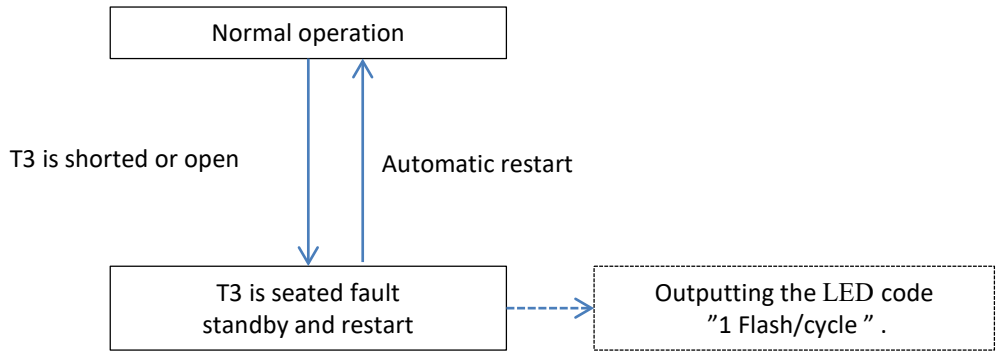 Normal operation
T3 is shorted or open
Automatic restart
T3 is seated fault
standby and restart
Outputting the LED code
”1 Flash/cycle ” .